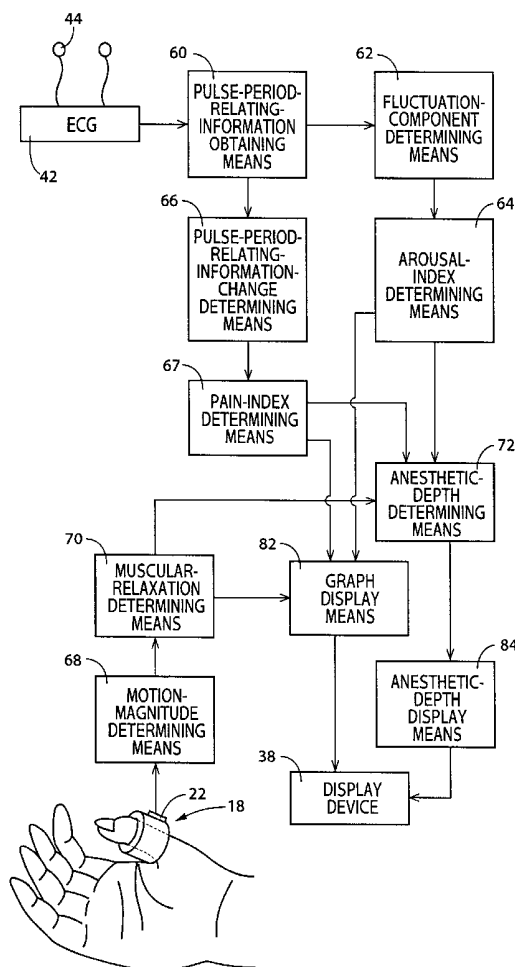 44
ECG
42
60
PULSE-PERIOD-
RELATING-
INFORMATION
OBTAINING
MEANS
62
FLUCTUATION-
COMPONENT
DETERMINING
MEANS
66
PULSE-PERIOD-
RELATING-
INFORMATION-
CHANGE
DETERMINING
MEANS
64
AROUSAL-
INDEX
DETERMINING
MEANS
67
PAIN-INDEX
DETERMINING
MEANS
72
ANESTHETIC-
DEPTH
DETERMINING
MEANS
70
MUSCULAR-
RELAXATION
DETERMINING
MEANS
82
GRAPH
DISPLAY
MEANS
84
ANESTHETIC-
DEPTH
DISPLAY
MEANS
68
MOTION-
MAGNITUDE
DETERMINING
MEANS
38
DISPLAY
DEVICE
22
18